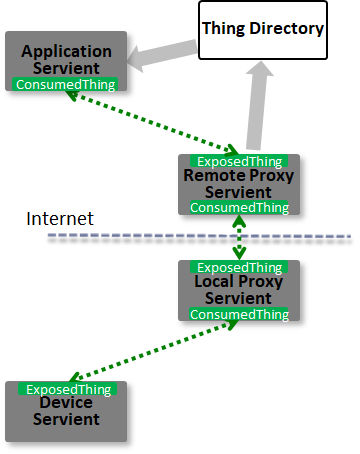 Thing Directory
Application
Servient
ConsumedThing
ExposedThing
Remote Proxy
Servient
ConsumedThing
Internet
ExposedThing
Local Proxy
Servient
ConsumedThing
ExposedThing
Device
Servient